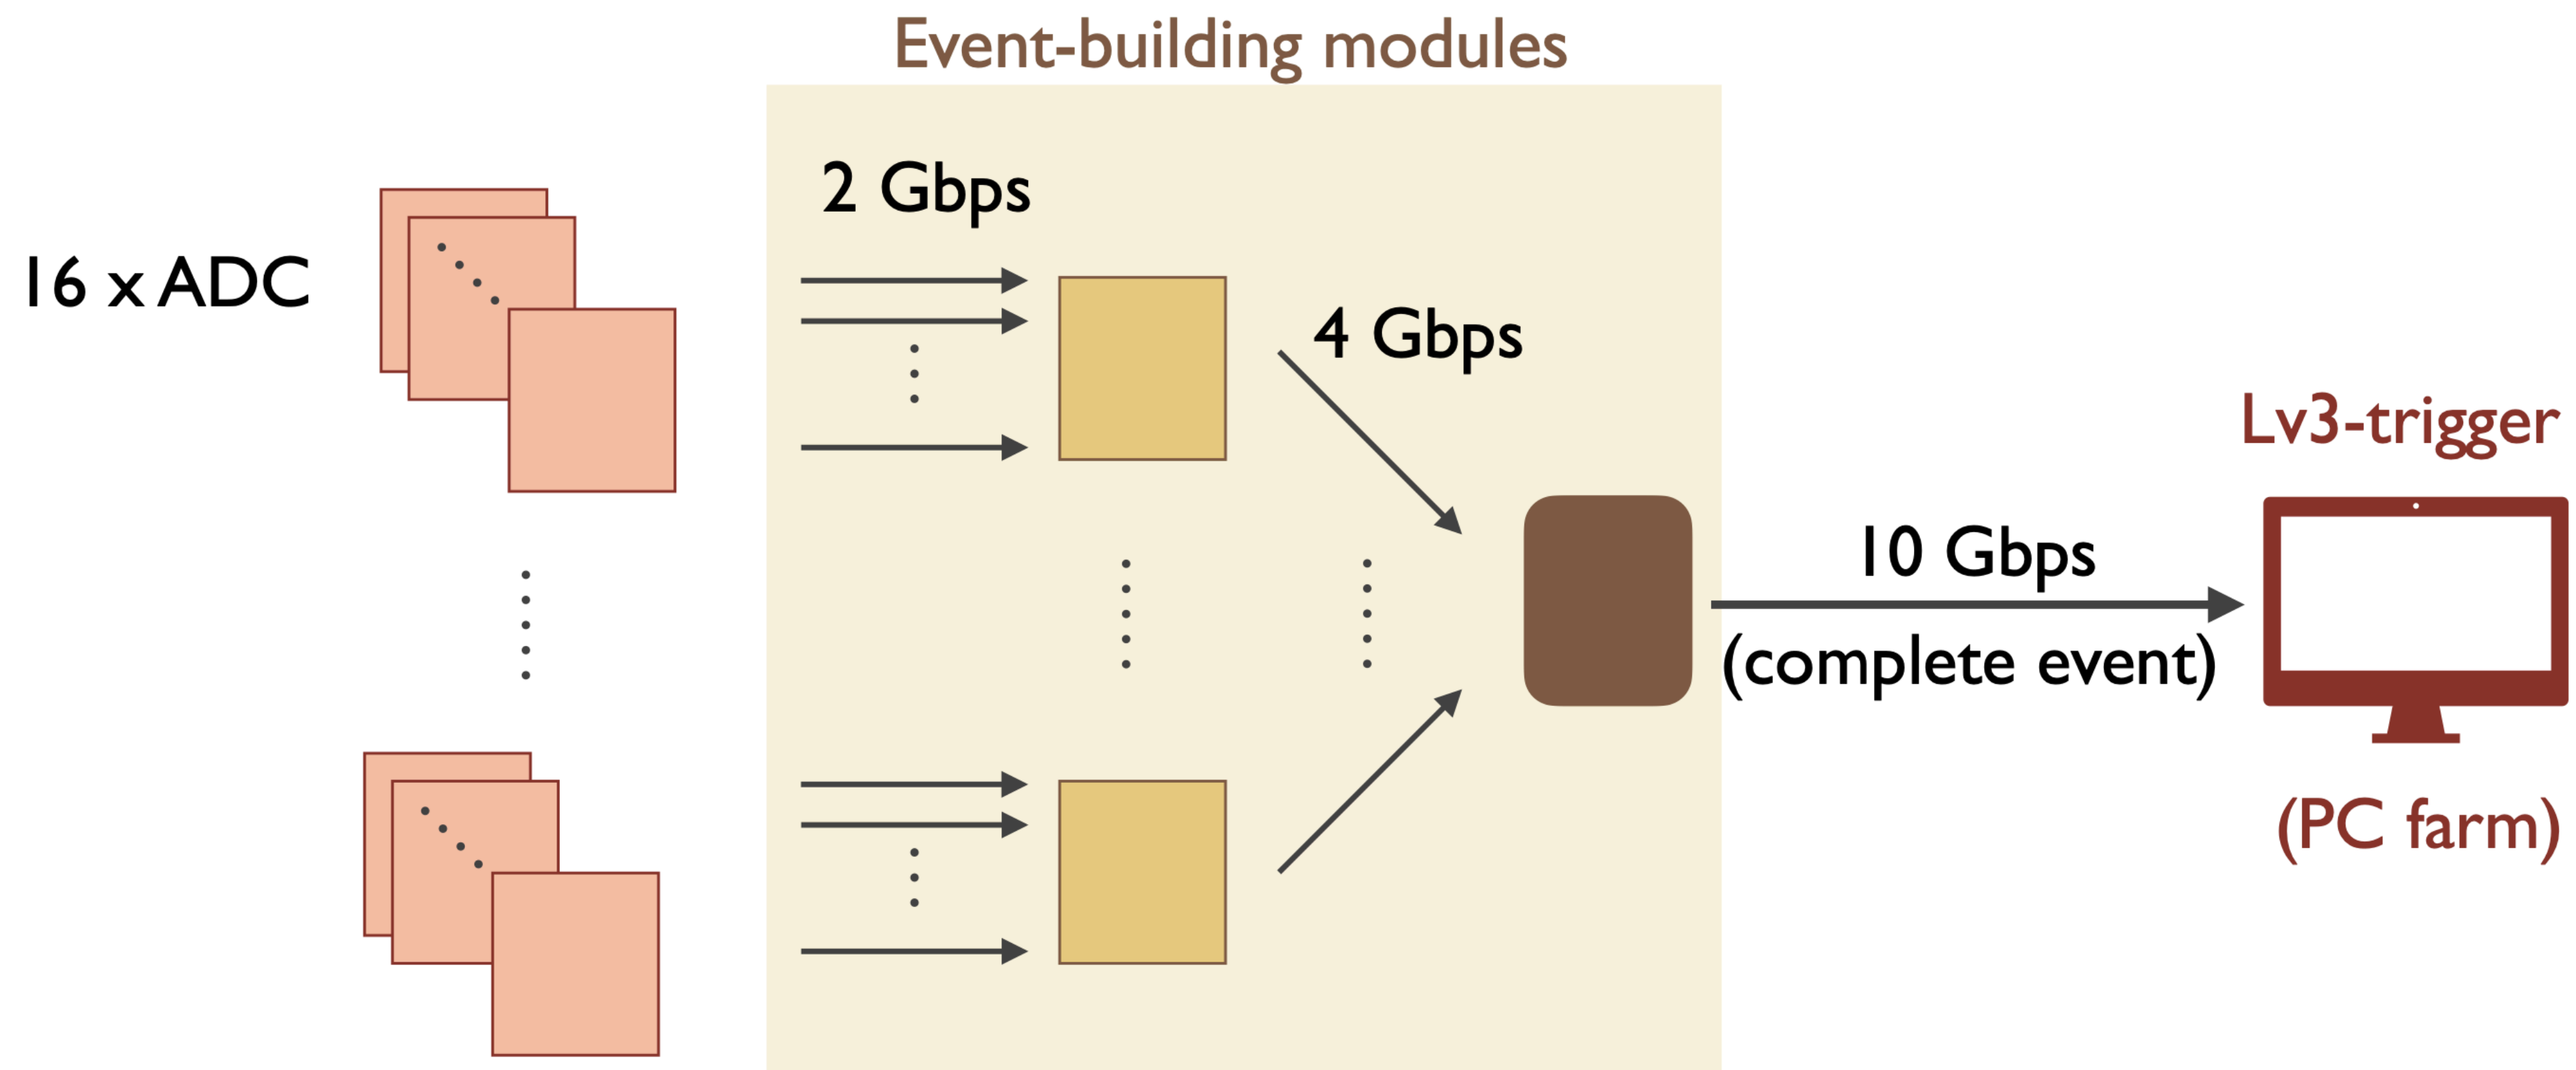 Event-building modules
2 Gbps
16 x ADC
4 Gbps
Lv3-trigger
10 Gbps
(complete event)
(PC farm)